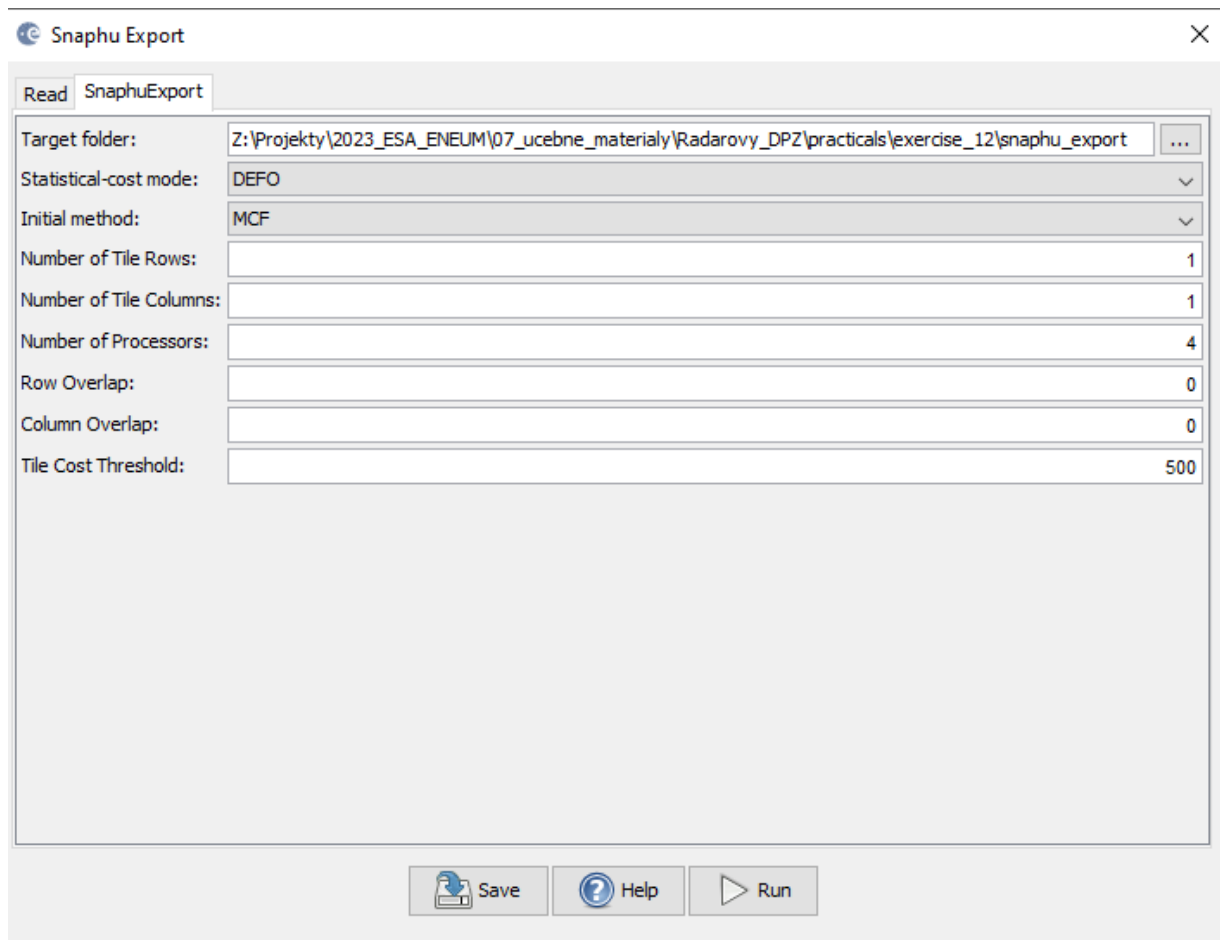 Snaphu Export
Read SnaphuExport
Target folder: Z:\Projekty\2023_ESA_ENEUM\07_ucebne_materialy\Radarovy_DPZ\practicals\exercise_12\snaphu_export ...
Statistical-cost mode: DEFO
Initial method: MCF
Number of Tile Rows: 1
Number of Tile Columns: 1
Number of Processors: 4
Row Overlap: 0
Column Overlap: 0
Tile Cost Threshold: 500
Save Help Run